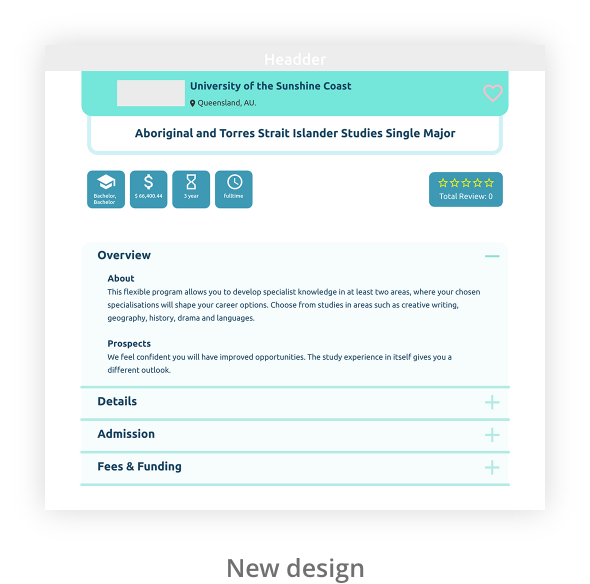 Headder
University of the Sunshine Coast
Queensland, AU.
Aboriginal and Torres Strait Islander Studies Single Major
Bachelor,
Bachelor
$ 66,400.44
3 year
fulltime
Total Review: 0
Overview
About
This flexible program allows you to develop specialist knowledge in at least two areas, where your chosen
specialisations will shape your career options. Choose from studies in areas such as creative writing,
geography, history, drama and languages.
Prospects
We feel confident you will have improved opportunities. The study experience in itself gives you a
different outlook.
Details
Admission
Fees & Funding
New design